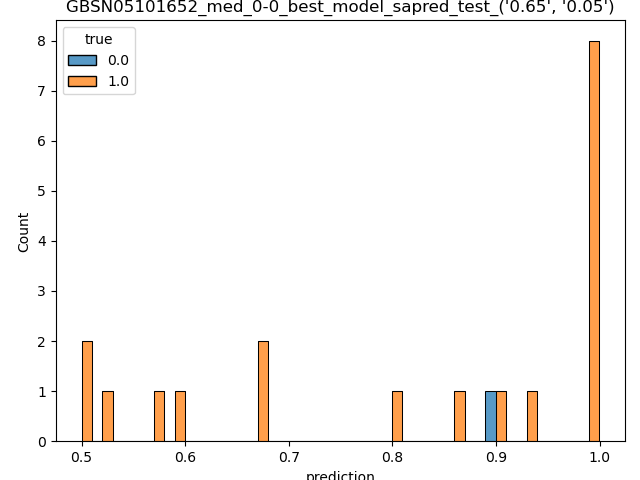 GBSN05101652_med_0-0_best_model_sapred_test_('0.65', '0.05')
true
0.0
1.0
8
7
6
5
4
3
2
1
0
Count
0.5 0.6 0.7 0.8 0.9 1.0
prediction